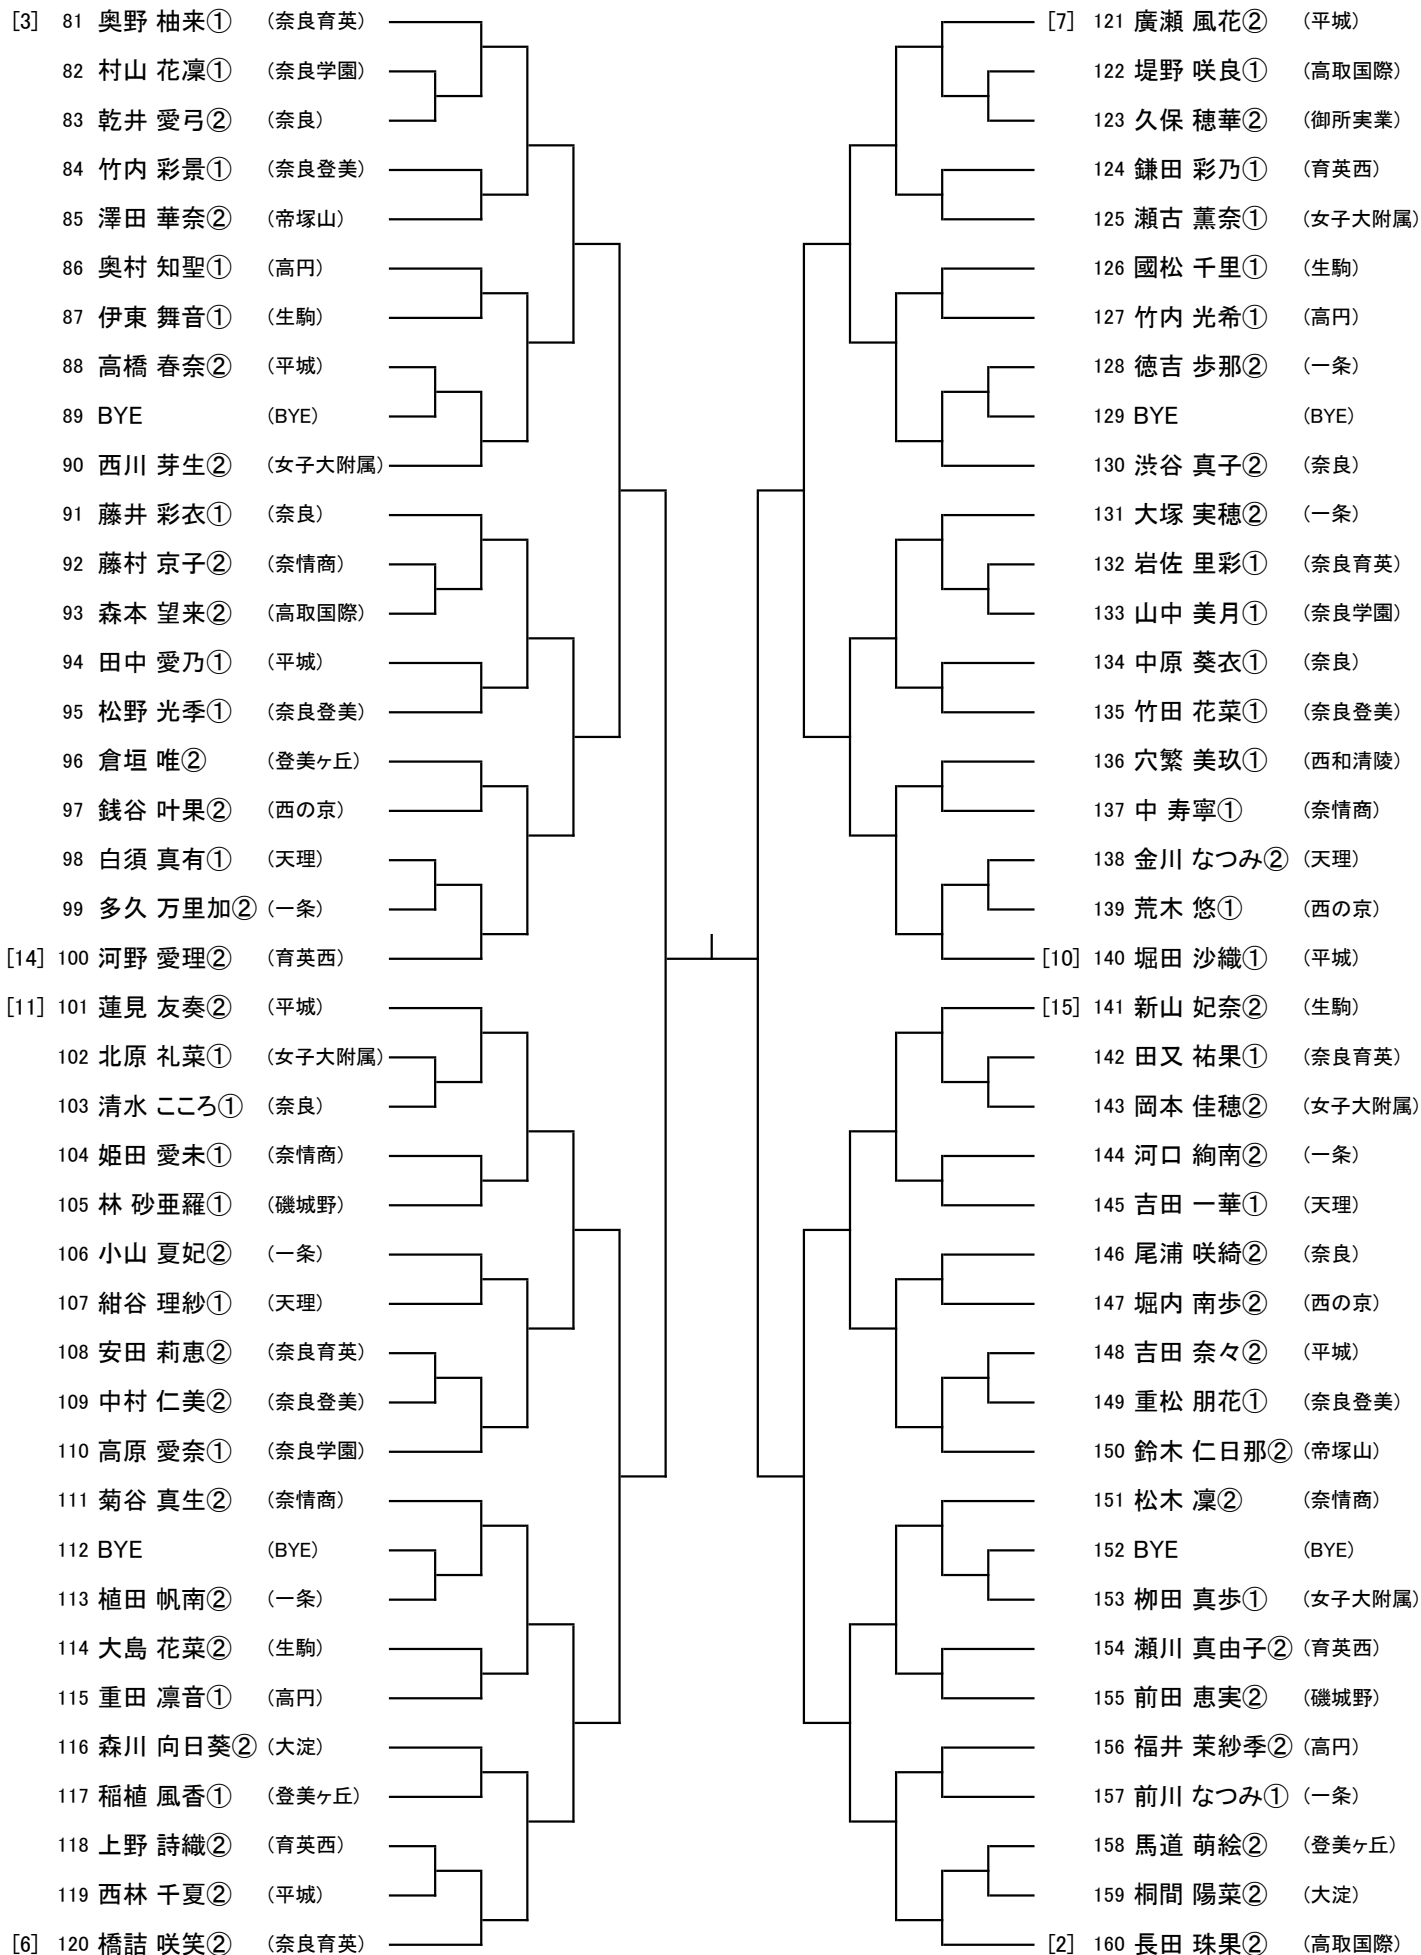 [3] 81 奥野 柚来① (奈良育英)
82 村山 花凜① (奈良学園)
83 乾井 愛弓② (奈良)
84 竹内 彩景① (奈良登美)
85 澤田 華奈② (帝塚山)
86 奥村 知聖① (高円)
87 伊東 舞音① (生駒)
88 高橋 春奈② (平城)
89 BYE (BYE)
90 西川 芽生② (女子大附属)
91 藤井 彩衣① (奈良)
92 藤村 京子② (奈情商)
93 森本 望来② (高取国際)
94 田中 愛乃① (平城)
95 松野 光季① (奈良登美)
96 倉垣 唯② (登美ヶ丘)
97 銭谷 叶果② (西の京)
98 白須 真有① (天理)
99 多久 万里加② (一条)
[14] 100 河野 愛理② (育英西)
[11] 101 蓮見 友奏② (平城)
102 北原 礼菜① (女子大附属)
103 清水 こころ① (奈良)
104 姫田 愛未① (奈情商)
105 林 砂亜羅① (磯城野)
106 小山 夏妃② (一条)
107 紺谷 理紗① (天理)
108 安田 莉恵② (奈良育英)
109 中村 仁美② (奈良登美)
110 高原 愛奈① (奈良学園)
111 菊谷 真生② (奈情商)
112 BYE (BYE)
113 植田 帆南② (一条)
114 大島 花菜② (生駒)
115 重田 凛音① (高円)
116 森川 向日葵② (大淀)
117 稲植 風香① (登美ヶ丘)
118 上野 詩織② (育英西)
119 西林 千夏② (平城)
[6] 120 橋詰 咲笑② (奈良育英)
[7] 121 廣瀬 風花② (平城)
122 堤野 咲良① (高取国際)
123 久保 穂華② (御所実業)
124 鎌田 彩乃① (育英西)
125 瀬古 薫奈① (女子大附属)
126 國松 千里① (生駒)
127 竹内 光希① (高円)
128 徳吉 歩那② (一条)
129 BYE (BYE)
130 渋谷 真子② (奈良)
131 大塚 実穂② (一条)
132 岩佐 里彩① (奈良育英)
133 山中 美月① (奈良学園)
134 中原 葵衣① (奈良)
135 竹田 花菜① (奈良登美)
136 穴繁 美玖① (西和清陵)
137 中 寿寧① (奈情商)
138 金川 なつみ② (天理)
139 荒木 悠① (西の京)
[10] 140 堀田 沙織① (平城)
[15] 141 新山 妃奈② (生駒)
142 田又 祐果① (奈良育英)
143 岡本 佳穂② (女子大附属)
144 河口 絢南② (一条)
145 吉田 一華① (天理)
146 尾浦 咲綺② (奈良)
147 堀内 南歩② (西の京)
148 吉田 奈々② (平城)
149 重松 朋花① (奈良登美)
150 鈴木 仁日那② (帝塚山)
151 松木 凜② (奈情商)
152 BYE (BYE)
153 栁田 真歩① (女子大附属)
154 瀬川 真由子② (育英西)
155 前田 恵実② (磯城野)
156 福井 茉紗季② (高円)
157 前川 なつみ① (一条)
158 馬道 萌絵② (登美ヶ丘)
159 桐間 陽菜② (大淀)
[2] 160 長田 珠果② (高取国際)